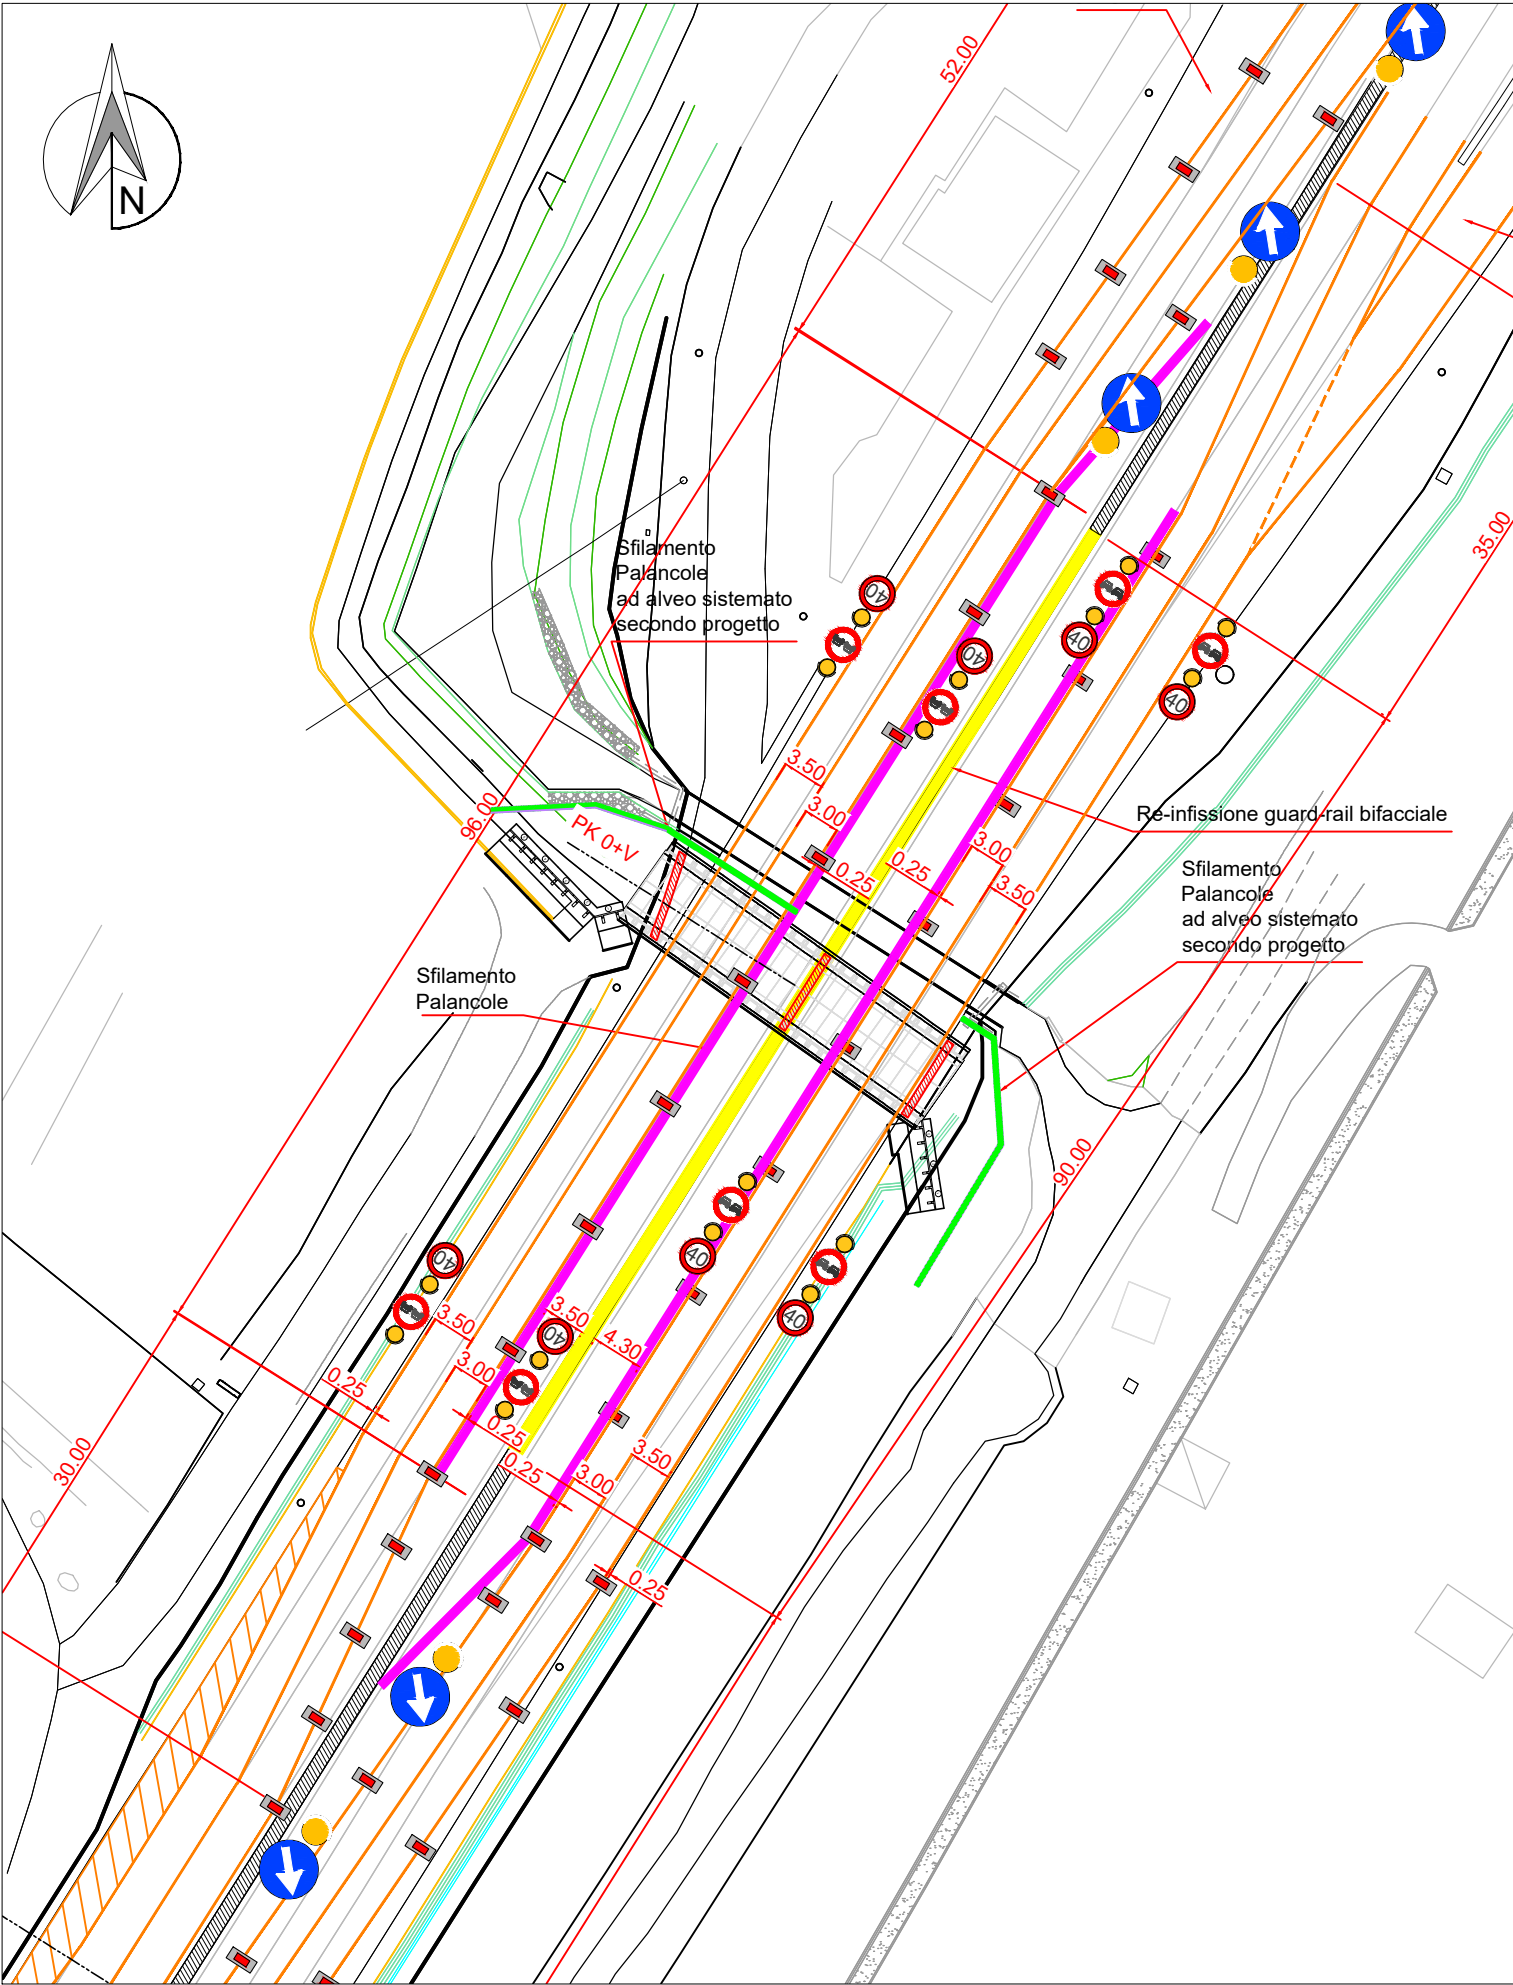 52.00
N
35.00
Sfilamento
Palancole
ad alveo sistemato
secondo progetto
40
40
40
40
3.50
3.00
96.00
PK 0+V
Re-infissione guard-rail bifacciale
0.25
0.25
3.00
3.50
Sfilamento
Palancole
ad alveo sistemato
secondo progetto
Sfilamento
Palancole
90.00
40
40
40
40
3.50
3.50
4.30
3.00
0.25
0.25
0.25
3.00
3.50
30.00
0.25